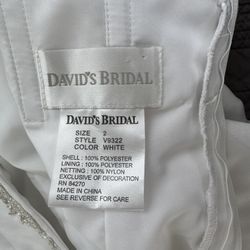 DAVID'S BRIDAL
DAVID'S BRIDAL
SIZE 2
STYLE V9322
COLOR WHITE
SHELL : 100% POLYESTER
LINING : 100% POLYESTER
NETTING : 100% NYLON
EXCLUSIVE OF DECORATION
RN 84270
MADE IN CHINA
SEE REVERSE FOR CARE